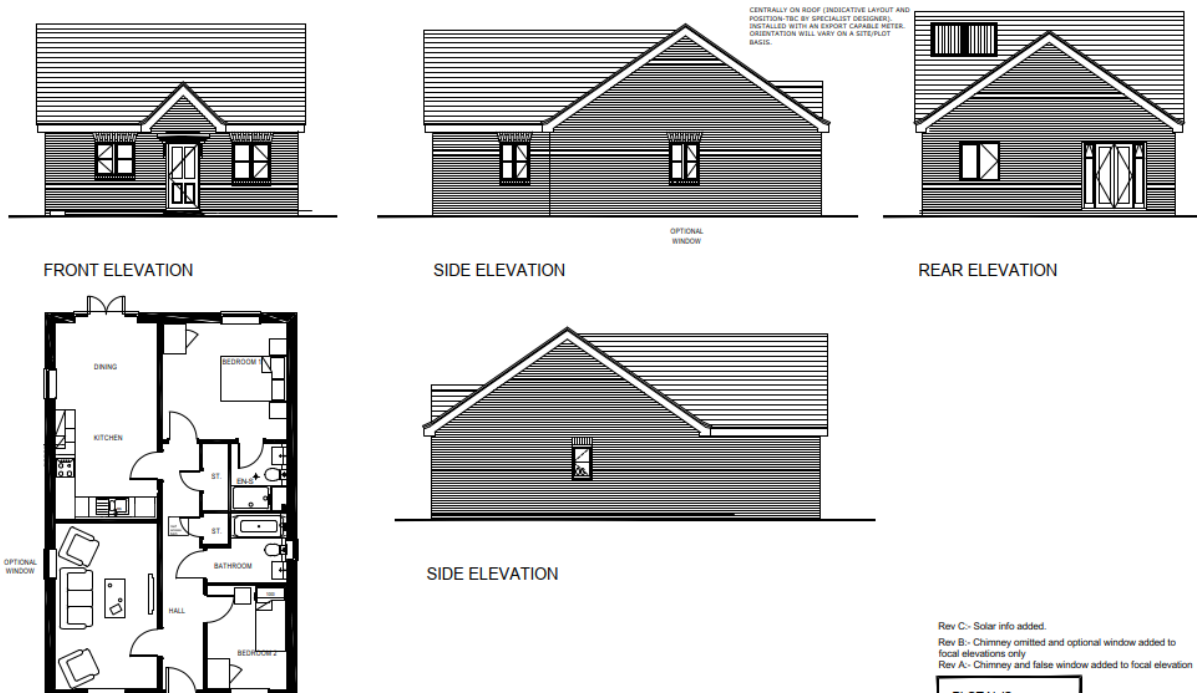 CENTRALLY ON ROOF (INDICATIVE LAYOUT AND
POSITION-TBC BY SPECIALIST DESIGNER).
INSTALLED WITH AN EXPORT CAPABLE METER.
ORIENTATION WILL VARY ON A SITE/PLOT
BASIS.
OPTIONAL
WINDOW
FRONT ELEVATION
SIDE ELEVATION
REAR ELEVATION
DINING
BEDROOM 1
KITCHEN
ST.
EN-S
ST.
OPTIONAL
WINDOW
BATHROOM
HALL
BEDROOM 2
SIDE ELEVATION
Rev C:- Solar info added.
Rev B:- Chimney omitted and optional window added to
focal elevations only
Rev A:- Chimney and false window added to focal elevation